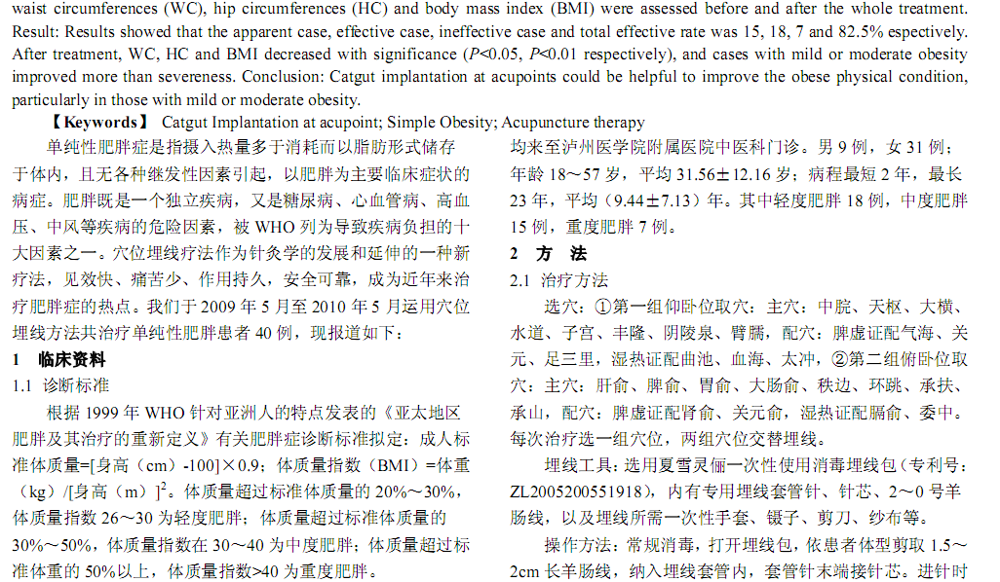 waist circumferences (WC), hip circumferences (HC) and body mass index (BMI) were assessed before and after the whole treatment.
Result: Results showed that the apparent case, effective case, ineffective case and total effective rate was 15, 18, 7 and 82.5% espectively.
After treatment, WC, HC and BMI decreased with significance (P<0.05, P<0.01 respectively), and cases with mild or moderate obesity
improved more than severeness. Conclusion: Catgut implantation at acupoints could be helpful to improve the obese physical condition,
particularly in those with mild or moderate obesity.
【Keywords】 Catgut Implantation at acupoint; Simple Obesity; Acupuncture therapy
单纯性肥胖症是指摄入热量多于消耗而以脂肪形式储存
于体内，且无各种继发性因素引起，以肥胖为主要临床症状的
病症。肥胖既是一个独立疾病，又是糖尿病、心血管病、高血
压、中风等疾病的危险因素，被 WHO 列为导致疾病负担的十
大因素之一。穴位埋线疗法作为针灸学的发展和延伸的一种新
疗法，见效快、痛苦少、作用持久，安全可靠，成为近年来治
疗肥胖症的热点。我们于 2009 年 5 月至 2010 年 5 月运用穴位
埋线方法共治疗单纯性肥胖患者 40 例，现报道如下：
1 临床资料
1.1 诊断标准
根据 1999 年 WHO 针对亚洲人的特点发表的《亚太地区
肥胖及其治疗的重新定义》有关肥胖症诊断标准拟定：成人标
准体质量=[身高（cm）-100]×0.9；体质量指数（BMI）=体重
（kg）/[身高（m）]²。体质量超过标准体质量的 20%～30%，
体质量指数 26～30 为轻度肥胖；体质量超过标准体质量的
30%～50%，体质量指数在 30～40 为中度肥胖；体质量超过标
准体重的 50%以上，体质量指数>40 为重度肥胖。
均来至泸州医学院附属医院中医科门诊。男 9 例，女 31 例；
年龄 18～57 岁，平均 31.56±12.16 岁；病程最短 2 年，最长
23 年，平均（9.44±7.13）年。其中轻度肥胖 18 例，中度肥胖
15 例，重度肥胖 7 例。
2 方 法
2.1 治疗方法
选穴：①第一组仰卧位取穴：主穴：中脘、天枢、大横、
水道、子宫、丰隆、阴陵泉、臂臑，配穴：脾虚证配气海、关
元、足三里，湿热证配曲池、血海、太冲，②第二组俯卧位取
穴：主穴：肝俞、脾俞、胃俞、大肠俞、秩边、环跳、承扶、
承山，配穴：脾虚证配肾俞、关元俞，湿热证配膈俞、委中。
每次治疗选一组穴位，两组穴位交替埋线。
埋线工具：选用夏雪灵俪一次性使用消毒埋线包（专利号：
ZL2005200551918），内有专用埋线套管针、针芯、2～0 号羊
肠线，以及埋线所需一次性手套、镊子、剪刀、纱布等。
操作方法：常规消毒，打开埋线包，依患者体型剪取 1.5～
2cm 长羊肠线，纳入埋线套管内，套管针末端接针芯。进针时